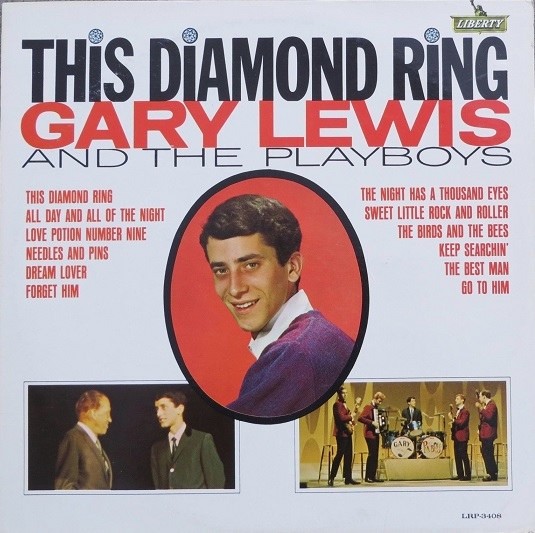 LIBERTY
THIS DIAMOND RING
GARY LEWIS
AND THE PLAYBOYS
THIS DIAMOND RING
ALL DAY AND ALL OF THE NIGHT
LOVE POTION NUMBER NINE
NEEDLES AND PINS
DREAM LOVER
FORGET HIM
THE NIGHT HAS A THOUSAND EYES
SWEET LITTLE ROCK AND ROLLER
THE BIRDS AND THE BEES
KEEP SEARCHIN'
THE BEST MAN
GO TO HIM
GARY
LRP-3408